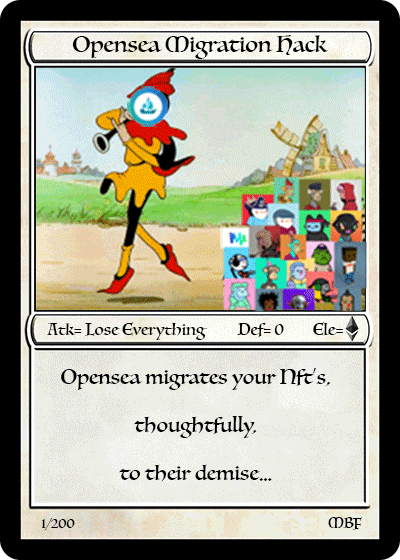 Opensea Migration Hack
Atk= Lose Everything Def= 0 Ele=
Opensea migrates your Nft's,
thoughtfully,
to their demise...
1/200 MBF